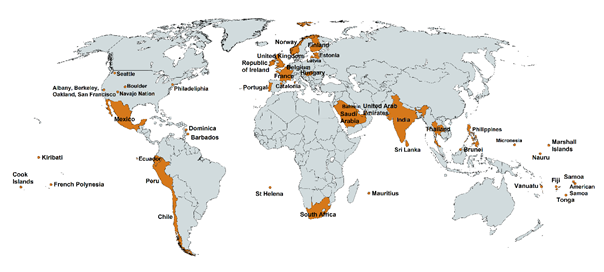 Norway
Finland
United Kingdom
Estonia
Latvia
Republic
of Ireland
Belgium
France
Hungary
Portugal
Catalonia
Seattle
Albany, Berkeley,
Oakland, San Francisco
Boulder
Navajo Nation
Philadelphia
Mexico
Dominica
Barbados
Saudi
Arabia
United Arab
Emirates
India
Thailand
Philippines
Sri Lanka
Brunei
Micronesia
Marshall
Islands
Nauru
Kiribati
Cook
Islands
French Polynesia
Ecuador
Peru
Chile
St Helena
South Africa
Mauritius
Vanuatu
Fiji
Samoa
American
Samoa
Tonga